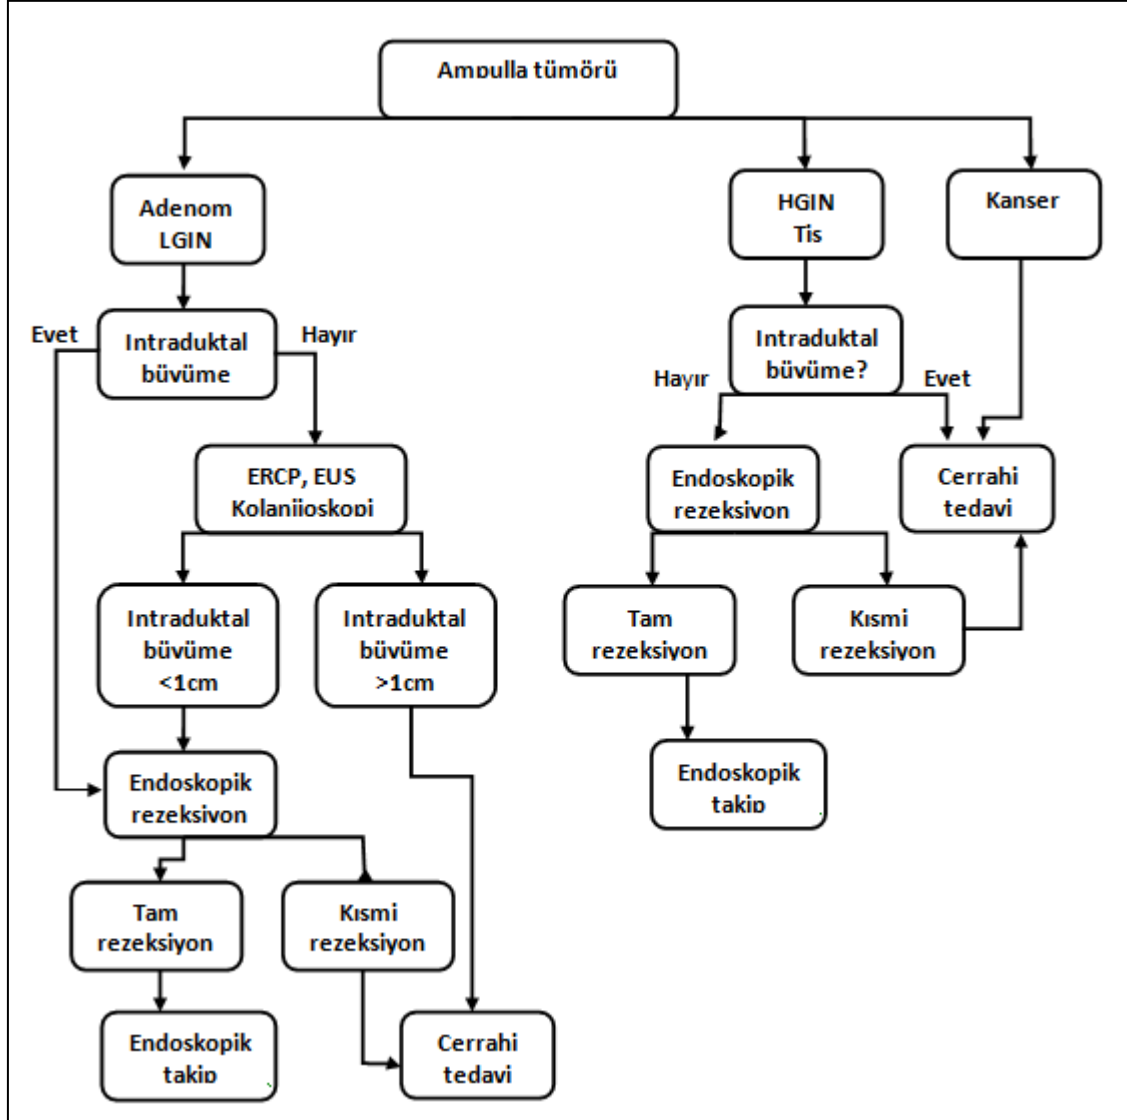 Ampulla tümörü
Adenom
LGIN
HGIN
Tis
Kanser
Evet
Intraduktal
büyüme
Hayır
Intraduktal
büyüme?
Hayır
Evet
ERCP, EUS
Kolanjioskopi
Endoskopik
rezeksiyon
Cerrahi
tedavi
Intraduktal
büyüme
<1cm
Intraduktal
büyüme
>1cm
Tam
rezeksiyon
Kısmi
rezeksiyon
Endoskopik
rezeksiyon
Endoskopik
takip
Tam
rezeksiyon
Kısmi
rezeksiyon
Endoskopik
takip
Cerrahi
tedavi